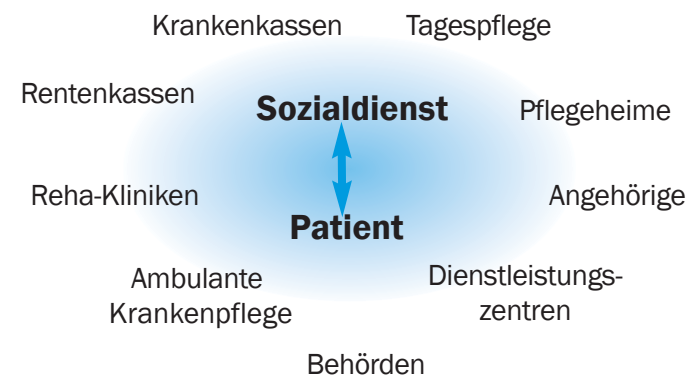 Krankenkassen Tagespflege
Rentenkassen
Sozialdienst
Pflegeheime
Reha-Kliniken
Angehörige
Patient
Ambulante
Krankenpflege
Dienstleistungs-
zentren
Behörden